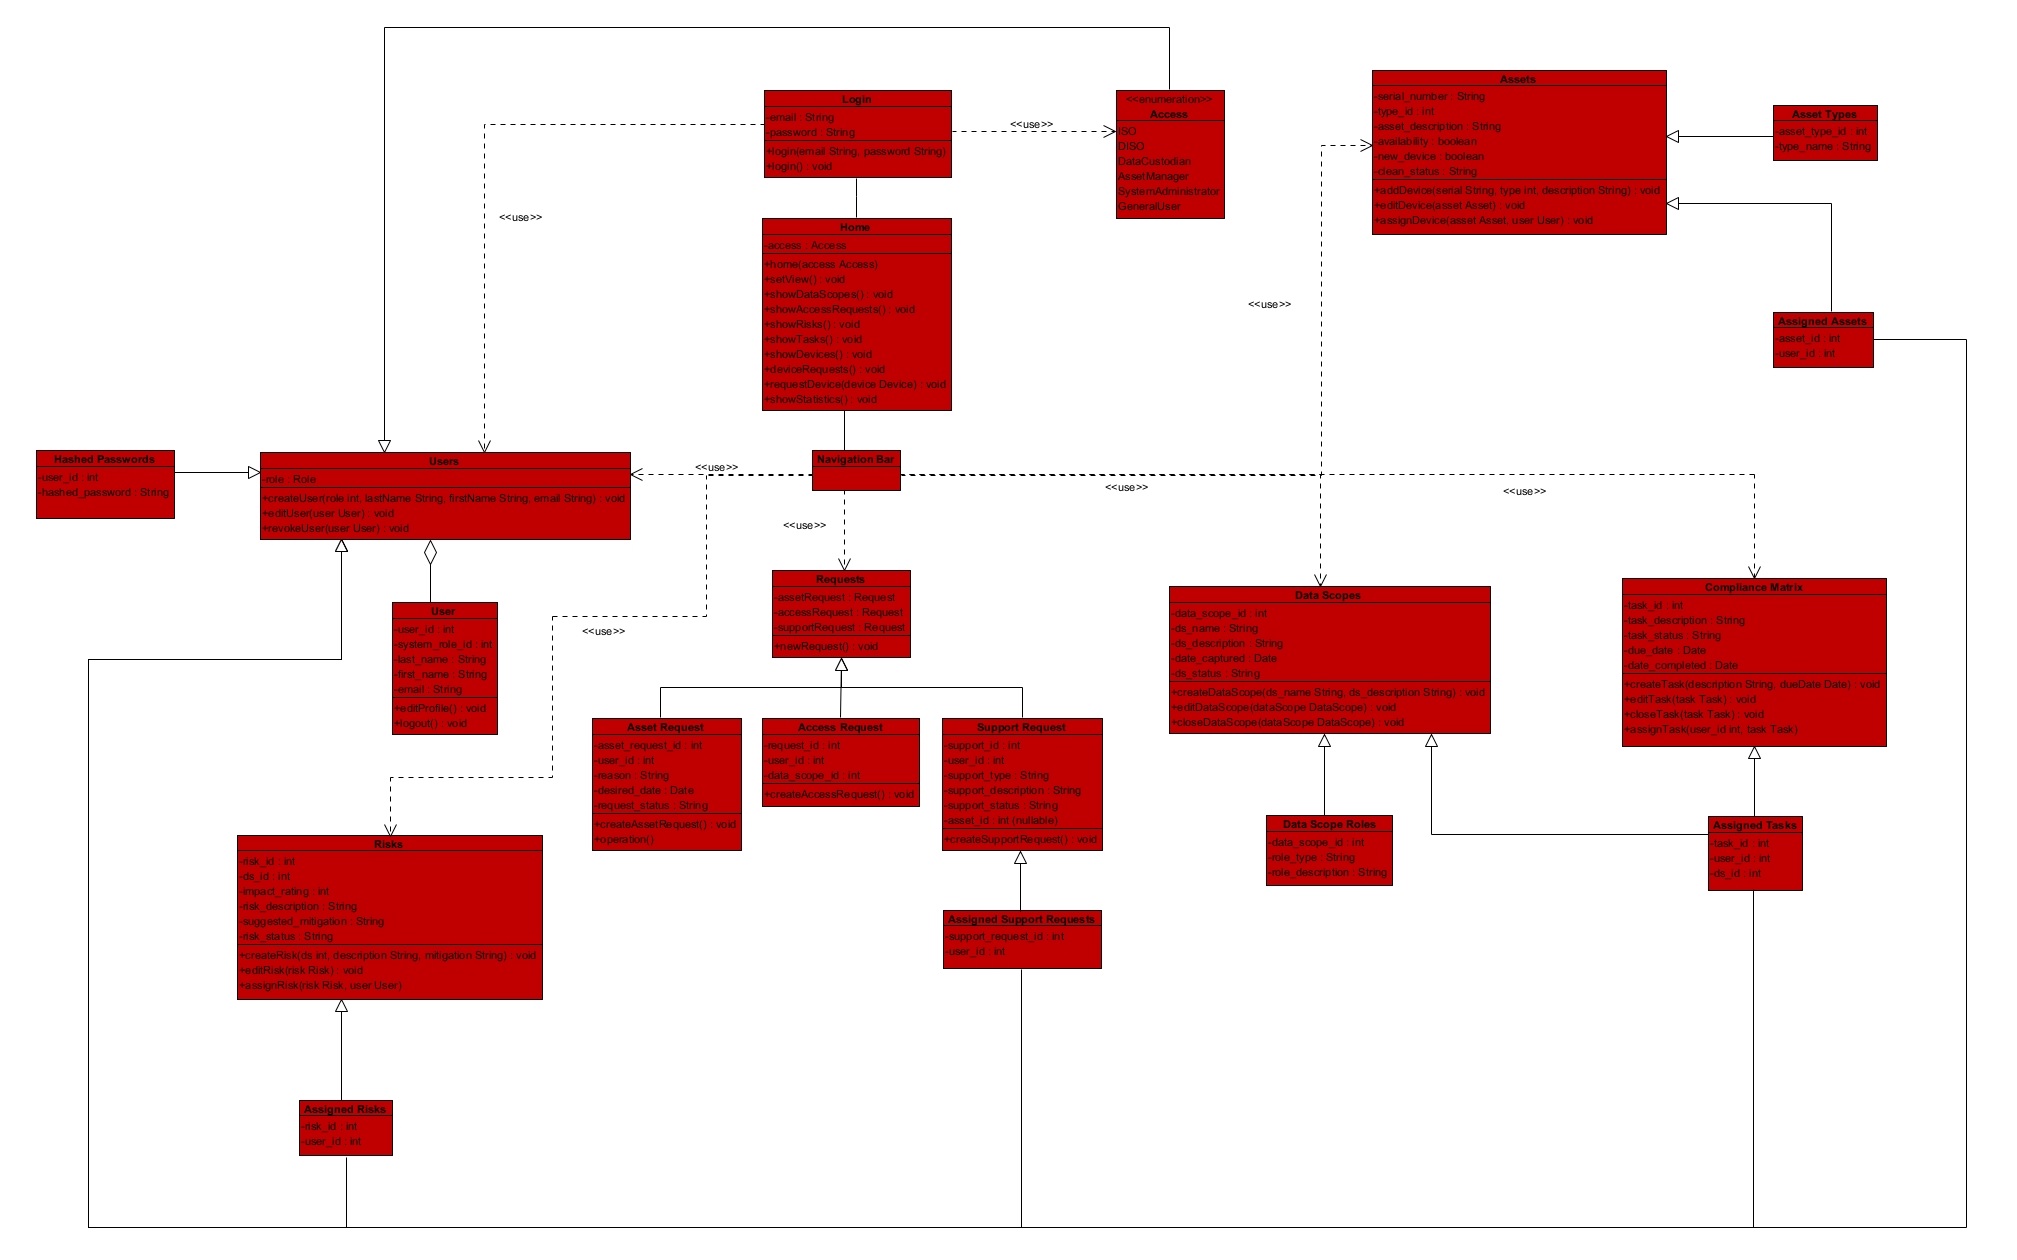 Login
-email : String
-password : String
+login(email String, password String)
+login() : void
<<use>>
<<enumeration>>
Access
ISO
DISO
DataCustodian
AssetManager
SystemAdministrator
GeneralUser
Assets
-serial_number : String
-type_id : int
-asset_description : String
-availability : boolean
-new_device : boolean
-clean_status : String
+addDevice(serial String, type int, description String) : void
+editDevice(asset Asset) : void
+assignDevice(asset Asset, user User) : void
Asset Types
-asset_type_id : int
-type_name : String
<<use>>
Home
-access : Access
+home(access Access)
+setView() : void
+showDataScopes() : void
+showAccessRequests() : void
+showRisks() : void
+showTasks() : void
+showDevices() : void
+deviceRequests() : void
+requestDevice(device Device) : void
+showStatistics() : void
<<use>>
Assigned Assets
-asset_id : int
-user_id : int
Hashed Passwords
-user_id : int
-hashed_password : String
Users
-role : Role
+createUser(role int, lastName String, firstName String, email String) : void
+editUser(user User) : void
+revokeUser(user User) : void
<<use>>
Navigation Bar
<<use>>
<<use>>
<<use>>
User
-user_id : int
-system_role_id : int
-last_name : String
-first_name : String
-email : String
+editProfile() : void
+logout() : void
<<use>>
Requests
-assetRequest : Request
-accessRequest : Request
-supportRequest : Request
+newRequest() : void
Data Scopes
-data_scope_id : int
-ds_name : String
-ds_description : String
-date_captured : Date
-ds_status : String
+createDataScope(ds_name String, ds_description String) : void
+editDataScope(dataScope DataScope) : void
+closeDataScope(dataScope DataScope) : void
Compliance Matrix
-task_id : int
-task_description : String
-task_status : String
-due_date : Date
-date_completed : Date
+createTask(description String, dueDate Date) : void
+editTask(task Task) : void
+closeTask(task Task) : void
+assignTask(user_id int, task Task)
Asset Request
-asset_request_id : int
-user_id : int
-reason : String
-desired_date : Date
-request_status : String
+createAssetRequest() : void
+operation()
Access Request
-request_id : int
-user_id : int
-data_scope_id : int
+createAccessRequest() : void
Support Request
-support_id : int
-user_id : int
-support_type : String
-support_description : String
-support_status : String
-asset_id : int (nullable)
+createSupportRequest() : void
Data Scope Roles
-data_scope_id : int
-role_type : String
-role_description : String
Assigned Tasks
-task_id : int
-user_id : int
-ds_id : int
Risks
-risk_id : int
-ds_id : int
-impact_rating : int
-risk_description : String
-suggested_mitigation : String
-risk_status : String
+createRisk(ds int, description String, mitigation String) : void
+editRisk(risk Risk) : void
+assignRisk(risk Risk, user User)
Assigned Support Requests
-support_request_id : int
-user_id : int
Assigned Risks
-risk_id : int
-user_id : int